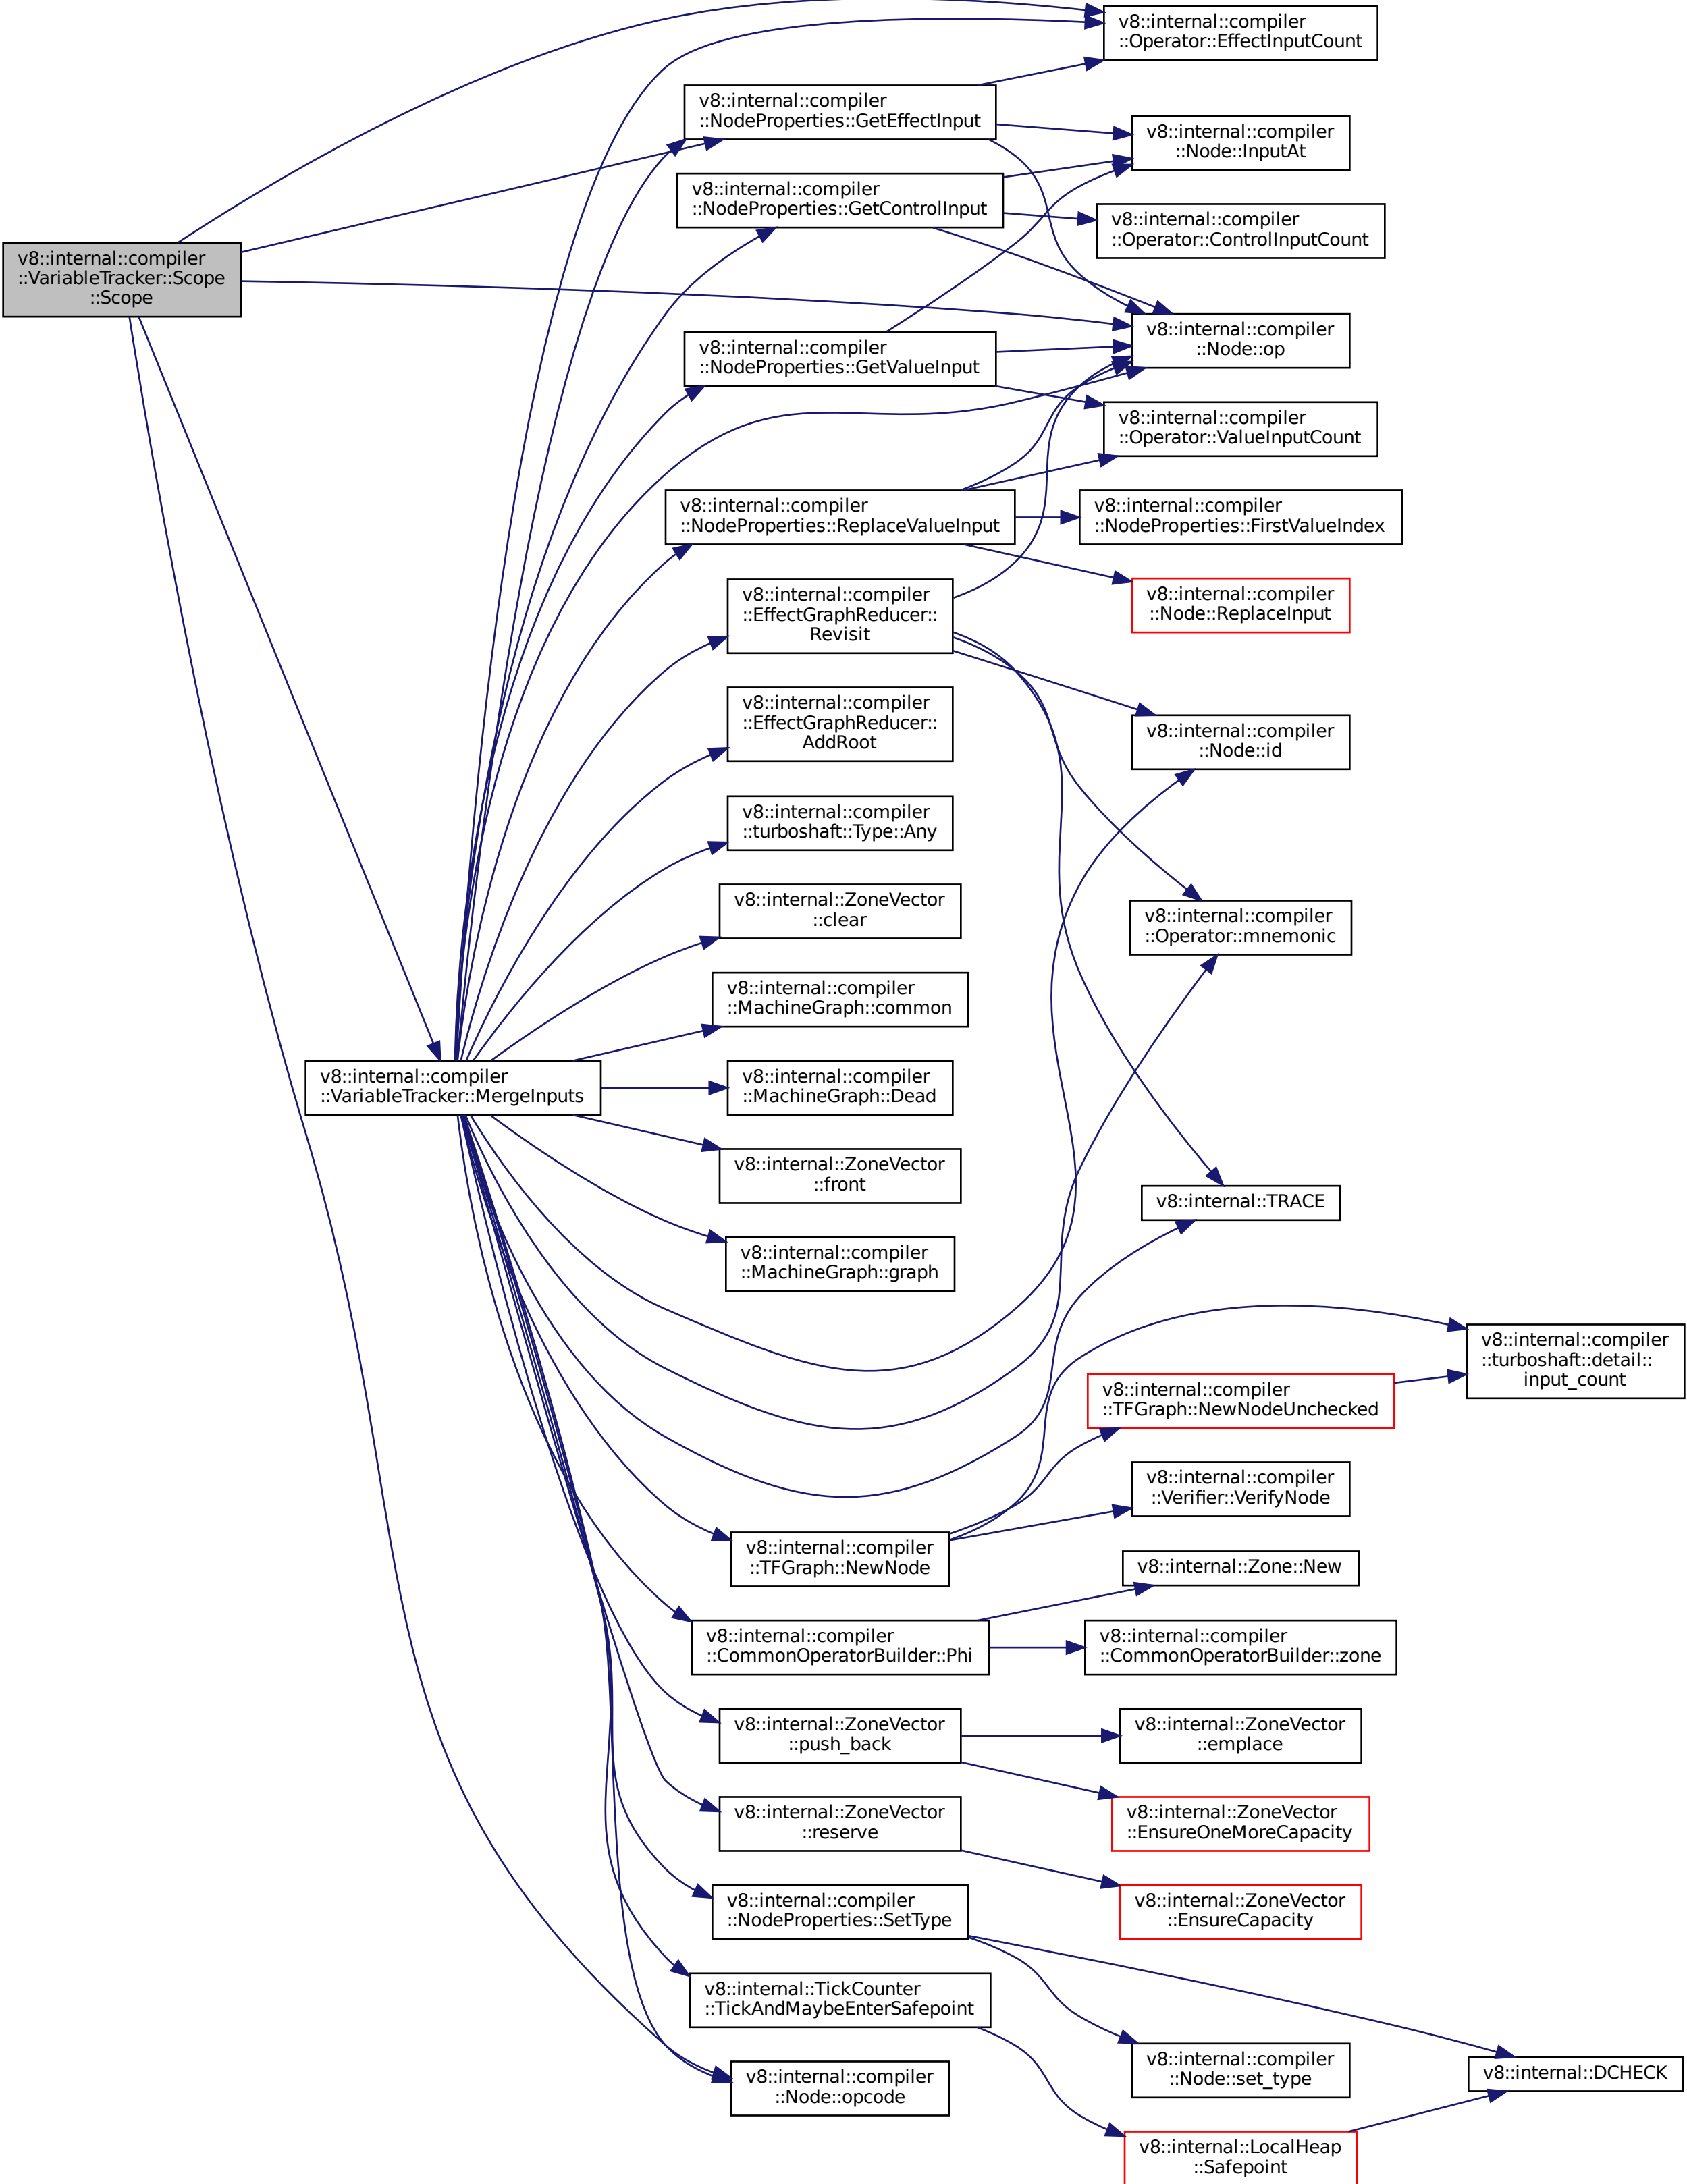 v8::internal::compiler
::VariableTracker::Scope
::Scope
v8::internal::compiler
::Operator::EffectInputCount
v8::internal::compiler
::NodeProperties::GetEffectInput
v8::internal::compiler
::Node::InputAt
v8::internal::compiler
::NodeProperties::GetControlInput
v8::internal::compiler
::Operator::ControlInputCount
v8::internal::compiler
::Node::op
v8::internal::compiler
::NodeProperties::GetValueInput
v8::internal::compiler
::Operator::ValueInputCount
v8::internal::compiler
::NodeProperties::ReplaceValueInput
v8::internal::compiler
::NodeProperties::FirstValueIndex
v8::internal::compiler
::Node::ReplaceInput
v8::internal::compiler
::EffectGraphReducer::
Revisit
v8::internal::compiler
::EffectGraphReducer::
AddRoot
v8::internal::compiler
::Node::id
v8::internal::compiler
::turboshaft::Type::Any
v8::internal::ZoneVector
::clear
v8::internal::compiler
::Operator::mnemonic
v8::internal::compiler
::MachineGraph::common
v8::internal::compiler
::VariableTracker::MergeInputs
v8::internal::compiler
::MachineGraph::Dead
v8::internal::ZoneVector
::front
v8::internal::TRACE
v8::internal::compiler
::MachineGraph::graph
v8::internal::compiler
::turboshaft::detail::
input_count
v8::internal::compiler
::TFGraph::NewNodeUnchecked
v8::internal::compiler
::Verifier::VerifyNode
v8::internal::compiler
::TFGraph::NewNode
v8::internal::Zone::New
v8::internal::compiler
::CommonOperatorBuilder::Phi
v8::internal::compiler
::CommonOperatorBuilder::zone
v8::internal::ZoneVector
::push_back
v8::internal::ZoneVector
::emplace
v8::internal::ZoneVector
::EnsureOneMoreCapacity
v8::internal::ZoneVector
::reserve
v8::internal::ZoneVector
::EnsureCapacity
v8::internal::compiler
::NodeProperties::SetType
v8::internal::TickCounter
::TickAndMaybeEnterSafepoint
v8::internal::compiler
::Node::set_type
v8::internal::DCHECK
v8::internal::compiler
::Node::opcode
v8::internal::LocalHeap
::Safepoint